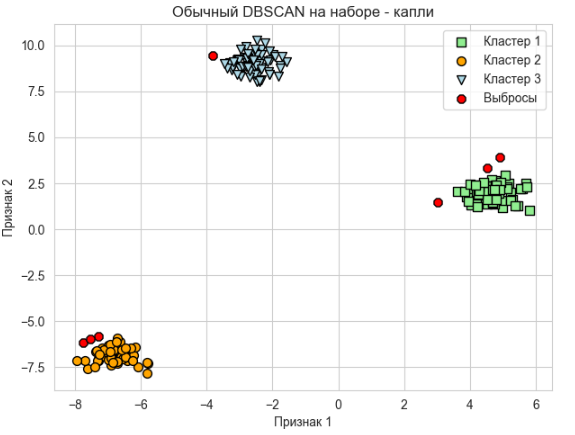 Обычный DBSCAN на наборе - капли
Кластер 1
Кластер 2
Кластер 3
Выбросы
Признак 2
10.0
7.5
5.0
2.5
0.0
−2.5
−5.0
−7.5
−8 −6 −4 −2 0 2 4 6
Признак 1